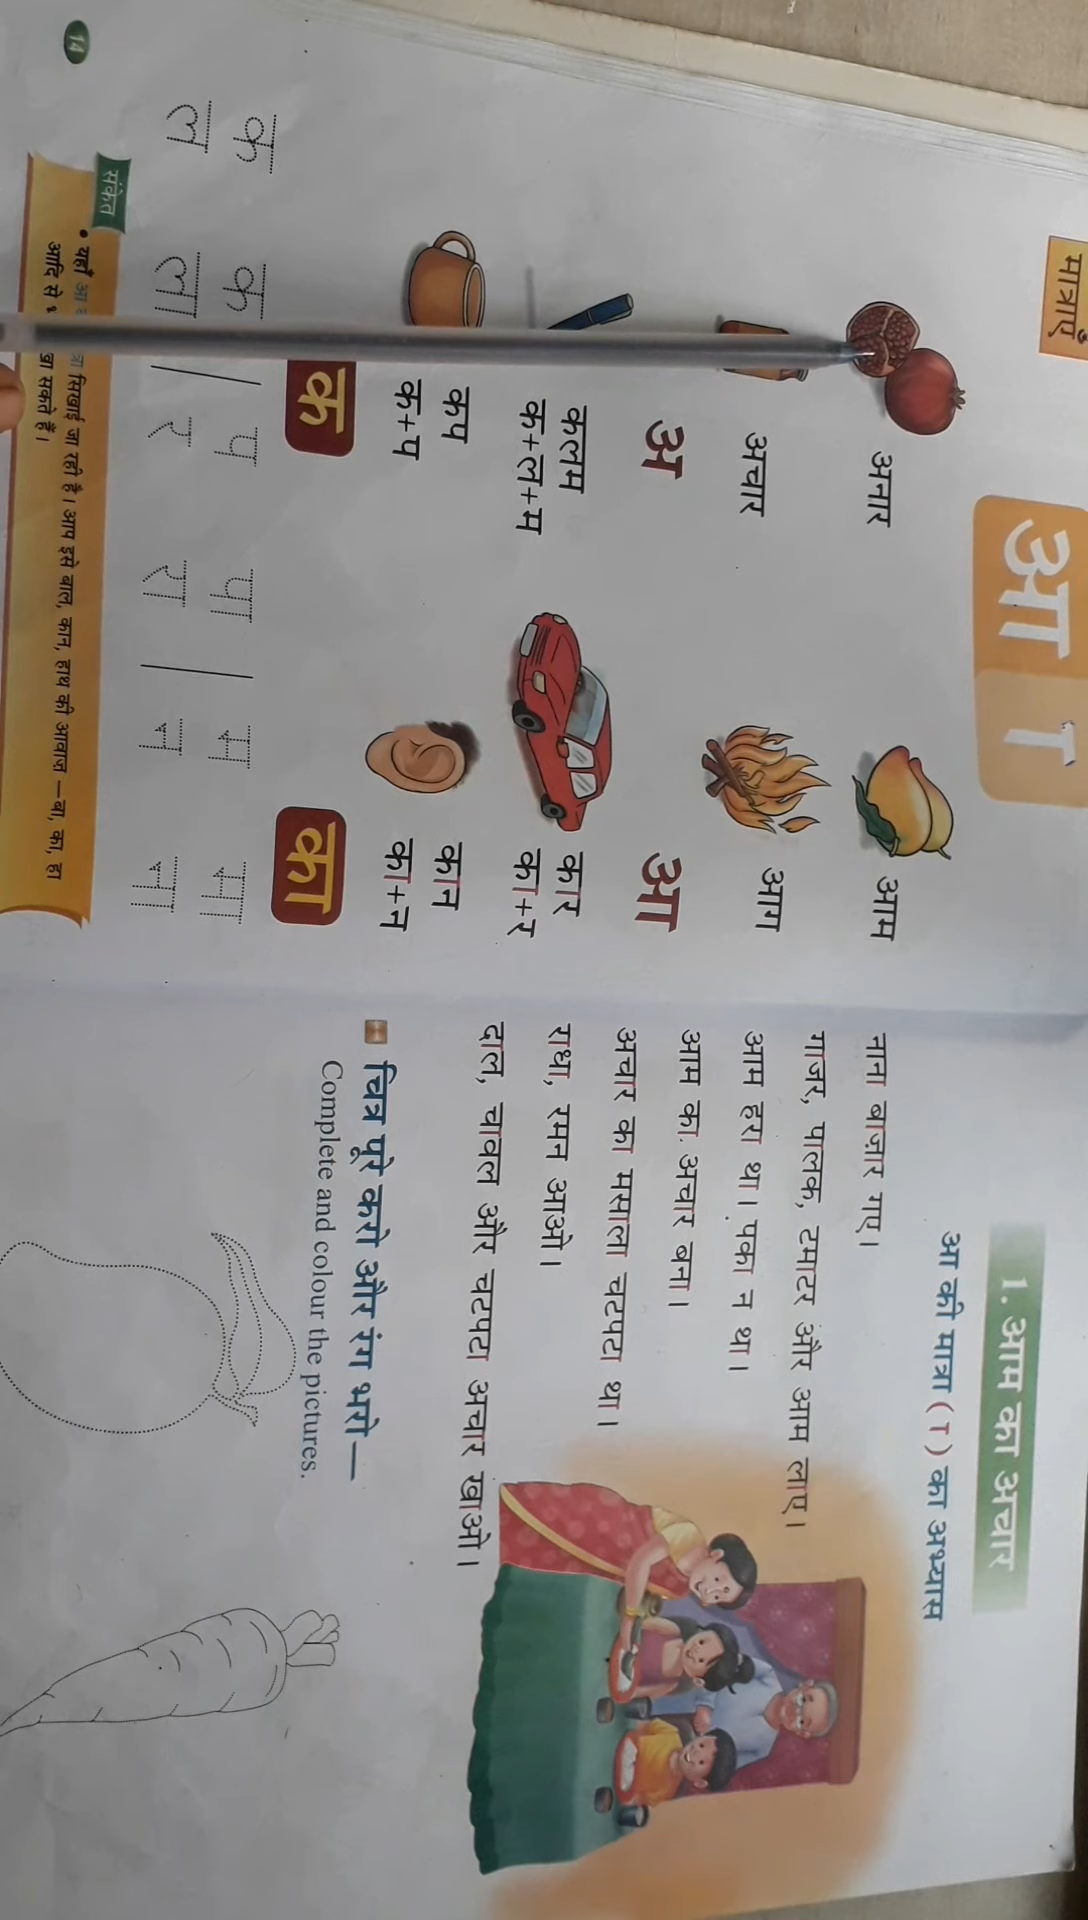 मात्राएँ
आ ा
अनार
आम
अचार
आग
अ
आ
कलम
क+ल+म
कार
का+र
कप
क+प
कान
का+न
क
का
क क प पा म मा
ल ला र रा न ना
संकेत
• यहाँ आ सिखाई जा रही है। आप इसे बाल, कान, हाथ की आवाज़ – बा, का, हा
आदि से सकते हैं।
14
1. आम का अचार
आ की मात्रा ( ा ) का अभ्यास
नाना बाज़ार गए।
गाजर, पालक, टमाटर और आम लाए।
आम हरा था। पका न था।
आम का अचार बना।
अचार का मसाला चटपटा था।
राधा, रमन आओ।
दाल, चावल और चटपटा अचार खाओ।
चित्र पूरे करो और रंग भरो—
Complete and colour the pictures.